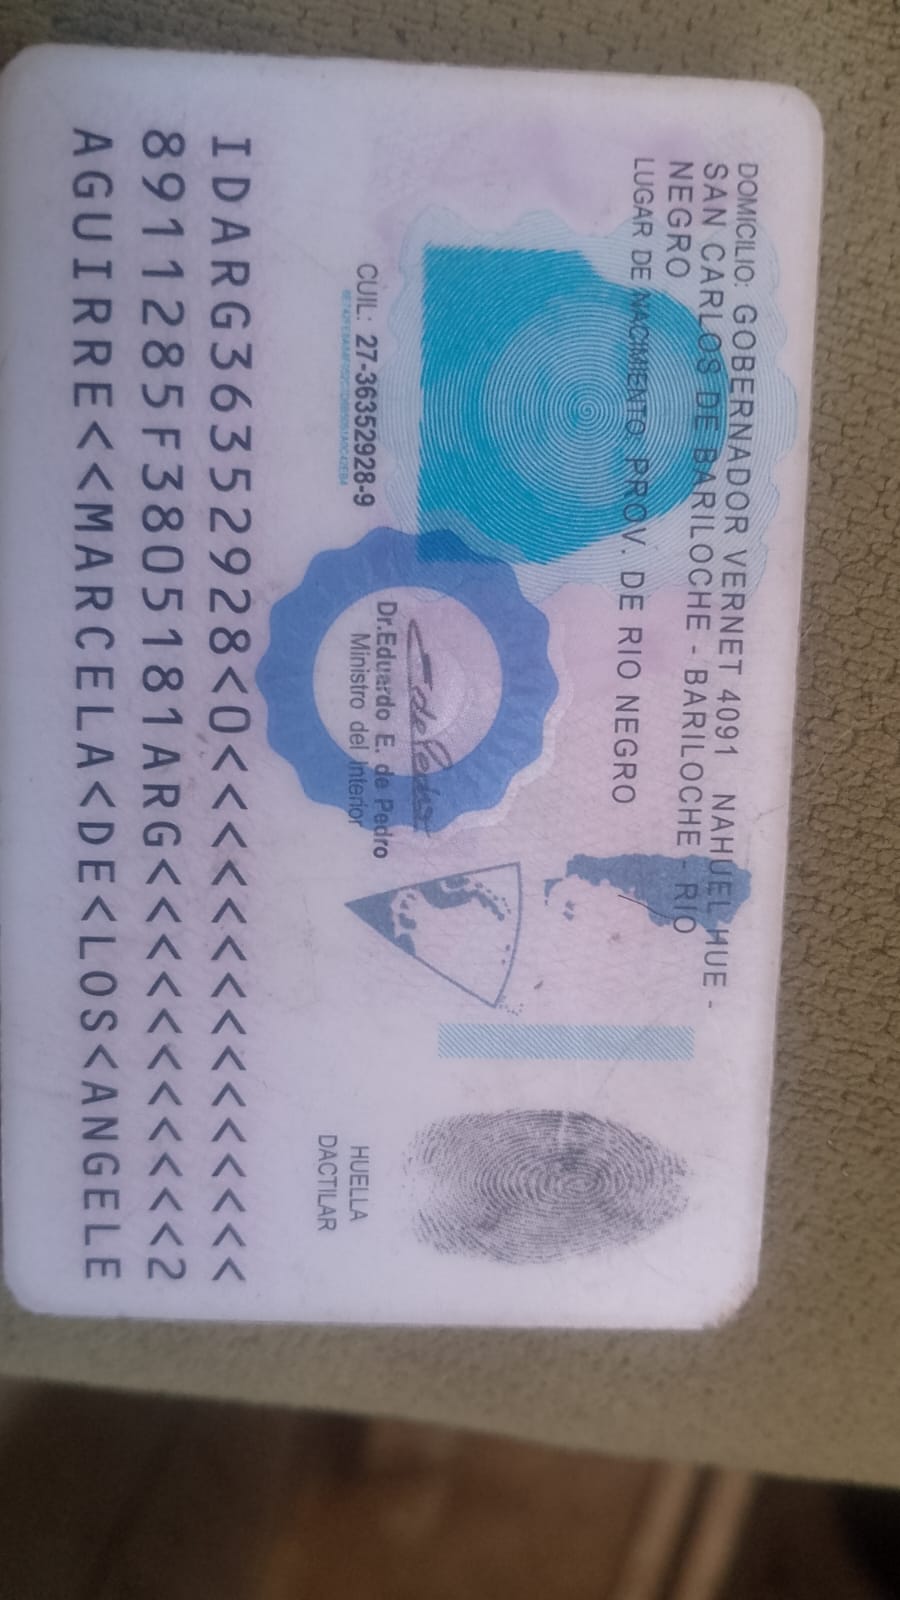 DOMICILIO: GOBERNADOR VERNET 4091 NAHUEL HUE -
SAN CARLOS DE BARILOCHE - BARILOCHE - RIO
NEGRO
LUGAR DE NACIMIENTO: PROV. DE RIO NEGRO
CUIL: 27-36352928-9
Dr.Eduardo E. de Pedro
Ministro del Interior
HUELLA
DACTILAR
IDARG36352928<0<<<<<<<<<<<<<<<
8911285F3805181ARG<<<<<<<<<<<2
AGUIRRE<<MARCELA<DE<LOS<ANGELE